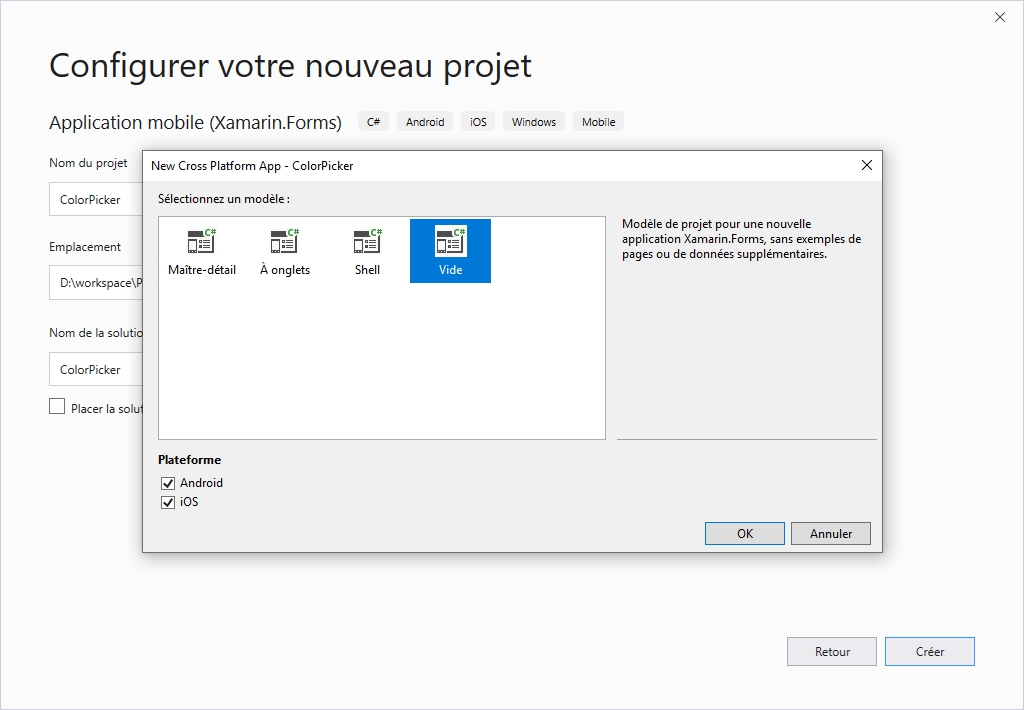 Configurer votre nouveau projet
Application mobile (Xamarin.Forms) C# Android iOS Windows Mobile
Nom du projet
New Cross Platform App - ColorPicker
Sélectionnez un modèle :
ColorPicker
C# C# C# C#
Maître-détail À onglets Shell Vide
Modèle de projet pour une nouvelle
application Xamarin.Forms, sans exemples de
pages ou de données supplémentaires.
Emplacement
D:\workspace\P
Nom de la solutio
ColorPicker
Placer la solut
Plateforme
Android
iOS
OK Annuler
Retour Créer